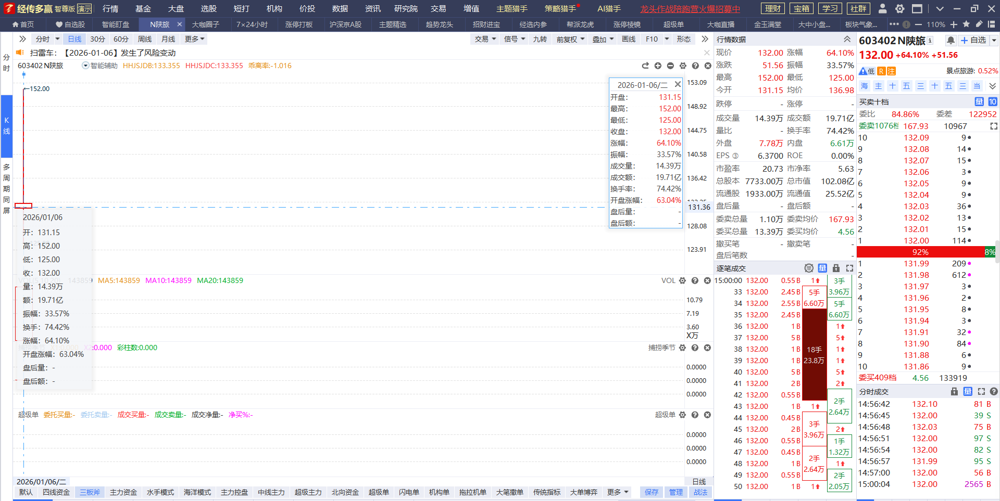 经传多赢 智尊版 演示 行情 基金 大盘 选股 短打 机构 价投 数据 资讯 研究院 交易 增值 主题猎手 策略猎手 AI猎手 龙头作战陪跑营火爆招募中 理财 宝箱 学习 社群
首页 自选股 智能盯盘 N陕旅 大咖圈子 7×24小时 涨停打板 沪深京A股 主题精选 趋势龙头 招财进宝 经选内参 帮派龙虎 涨停棱镜 超级单 大咖直播 金玉满堂 大中小盘... 板块气象... 110%
分时 日线 30分 60分 周线 月线 更多 交易 信号 九转 前复权 叠加 画线 F10 形态
分时
K线
多周期同屏
扫雷车：【2026-01-06】发生了风险变动
603402 N陕旅 智能辅助 HHJSJDB:133.355 HHJSJDC:133.355 乖离率:-1.016
←152.00
153.09
148.92
144.75
140.58
136.42
131.36
128.08
123.91
2026-01-06/二
开盘: 131.15
最高: 152.00
最低: 125.00
收盘: 132.00
涨幅: 64.10%
振幅: 33.57%
成交量: 14.39万
成交额: 19.71亿
换手率: 74.42%
开盘涨幅: 63.04%
盘后量: -
盘后额: -
2026/01/06
开: 131.15
高: 152.00
低: 125.00
收: 132.00
量: 14.39万
额: 19.71亿
振幅: 33.57%
换手: 74.42%
涨幅: 64.10%
开盘涨幅: 63.04%
盘后量: -
盘后额: -
143859 MA5:143859 MA10:143859 MA20:143859 VOL
10.79
7.19
3.60
X万
捕捞季节 X1:0.000 X2:0.000 彩柱数:0.000 捕捞季节
0.0000
0.0000
0.0000
超级单 委托买量:- 委托卖量:- 成交买量:- 成交卖量:- 成交净量:- 净买%:- 超级单
0.0000
0.0000
0.0000
2026/01/06/二 日线
默认 四线资金 三板斧 主力资金 水手模式 海洋模式 主力控盘 中线主力 超级主力 北向资金 超级单 闪电单 机构单 拖拉机单 大笔撤单 传统指标 大单博弈 更多 保存 管理 战法
行情数据
现价 132.00 涨幅 64.10%
涨跌 51.56 振幅 33.57%
最高 152.00 最低 125.00
今开 131.15 均价 136.98
跌停 - 涨停 -
成交量 14.39万 成交额 19.71亿
量比 - 换手率 74.42%
外盘 7.78万 内盘 6.61万
EPS ③ 6.3700 ROE 0.00%
市盈率 20.73 市净率 5.63
总股本 7733.00万 总市值 102.08亿
流通股 1933.00万 流通值 25.52亿
盘后量 - 盘后额 -
委卖总量 1.10万 委卖均价 167.93
委买总量 13.39万 委买均价 4.56
撤买笔 - 撤卖笔 -
盘后笔数 -
逐笔成交 单 量
15:00:00 132.00 0.55 B
33 132.00 2.45 B
34 132.00 2.55 B
35 132.00 2.45 B
36 132.00 1 B
37 132.00 5 B
38 132.00 1 B
39 132.00 1 B
40 132.00 5 B
41 132.00 2 B
42 132.00 0.55 B
43 132.00 1 B
44 132.00 0.45 B
45 132.00 2 B
46 132.00 0.55 B
47 132.00 0.45 B
48 132.00 1 B
49 132.00 0.55 B
50 132.00 1 B
1⬆
5手
6.60万
18手
23.8万
1⬆
3手
3.96万
2手
2.64万
1⬆
3手
3.96万
5手
6.60万
1⬆
5⬆
1⬆
1⬆
5⬆
2⬆
2手
2.64万
2⬆
1手
1.32万
1⬆
2手
2.05万
603402 N陕旅 自选
132.00 +64.10% +51.56
低 R 注 景点旅游: 0.52%
海 主 十 五 三 十 五 三 当
买卖十档 量 10
委比 84.86% 委差 122952
委卖1076档 167.93 10967
10 132.09 9
9 132.08 14
8 132.07 15
7 132.06 3
6 132.05 9
5 132.04 9
4 132.03 36
3 132.02 13
2 132.01 15
1 132.00 114
92% 8%
1 131.99 209
2 131.98 612
3 131.97 3
4 131.96 2
5 131.95 8
6 131.94 3
7 131.91 32
8 131.90 84
9 131.88 6
10 131.86 9
委买409档 4.56 133919
分时成交 量
14:56:42 132.10 81 B
14:56:45 132.00 39 S
14:56:48 132.03 75 B
14:56:51 132.00 97 S
14:56:54 132.00 82 S
14:56:57 131.99 95 S
14:57:00 132.00 56 B
15:00:04 132.00 2565 B